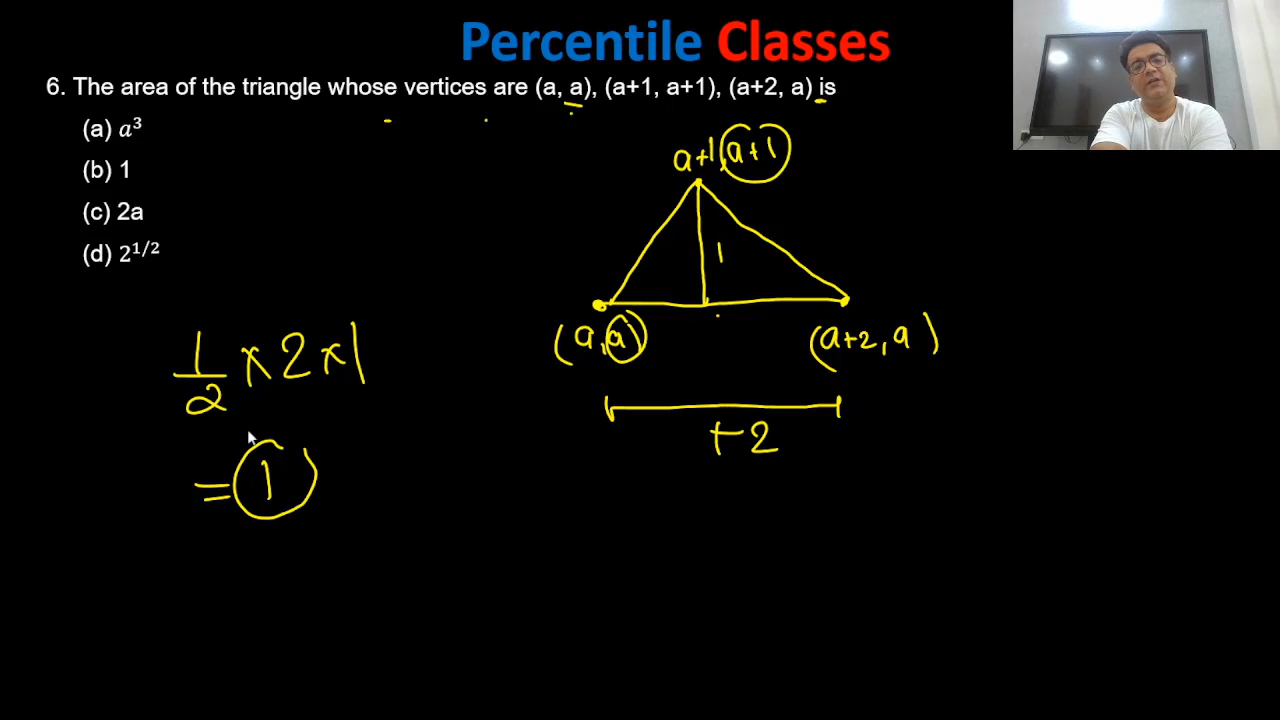 Percentile Classes
6. The area of the triangle whose vertices are (a, a), (a+1, a+1), (a+2, a) is
(a) a³
(b) 1
(c) 2a
(d) 2^{1/2}
a+1, a+1
1
(a, a)
(a+2, a)
+2
1/2 × 2 × 1
= 1